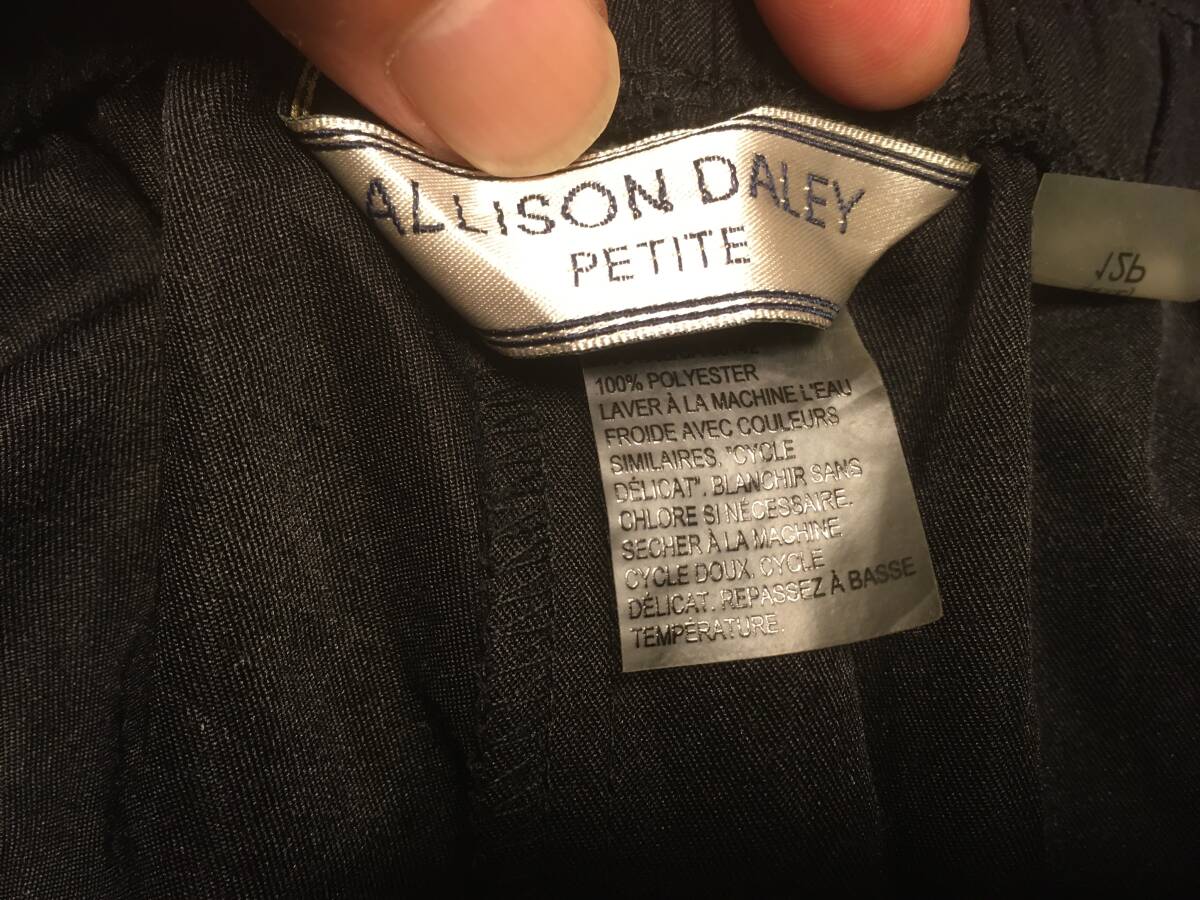 ALLISON DALEY
PETITE
100% POLYESTER
LAVER À LA MACHINE L'EAU
FROIDE AVEC COULEURS
SIMILAIRES, "CYCLE
DÉLICAT". BLANCHIR SANS
CHLORE SI NÉCESSAIRE.
SECHER À LA MACHINE
CYCLE DOUX, CYCLE
DÉLICAT. REPASSEZ À BASSE
TEMPÉRATURE.